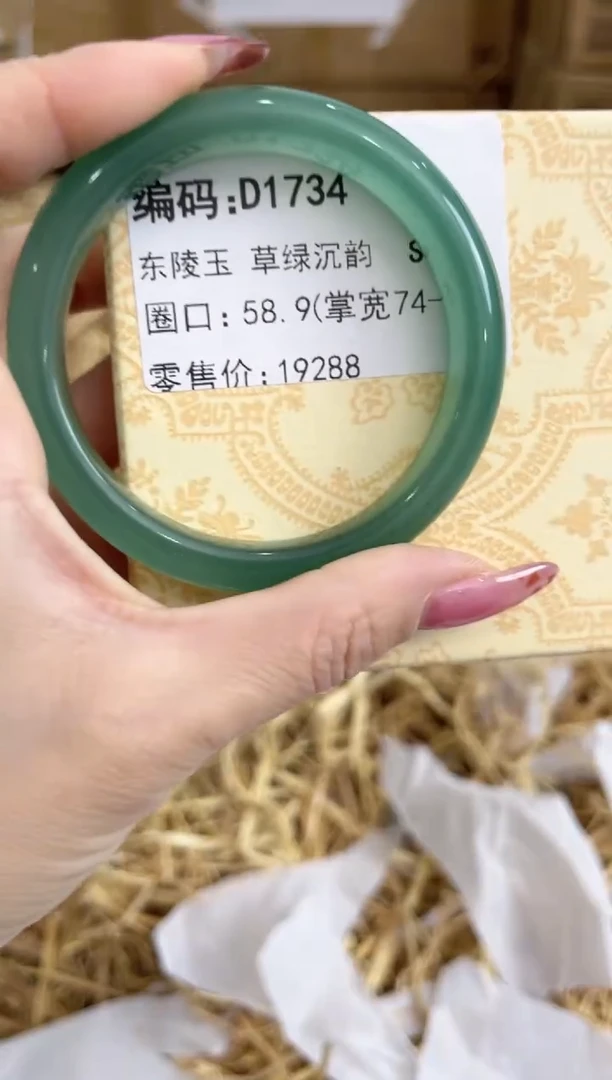 编码:D1734
东陵玉 草绿沉韵 S
圈口: 58.9(掌宽74-
零售价:19288